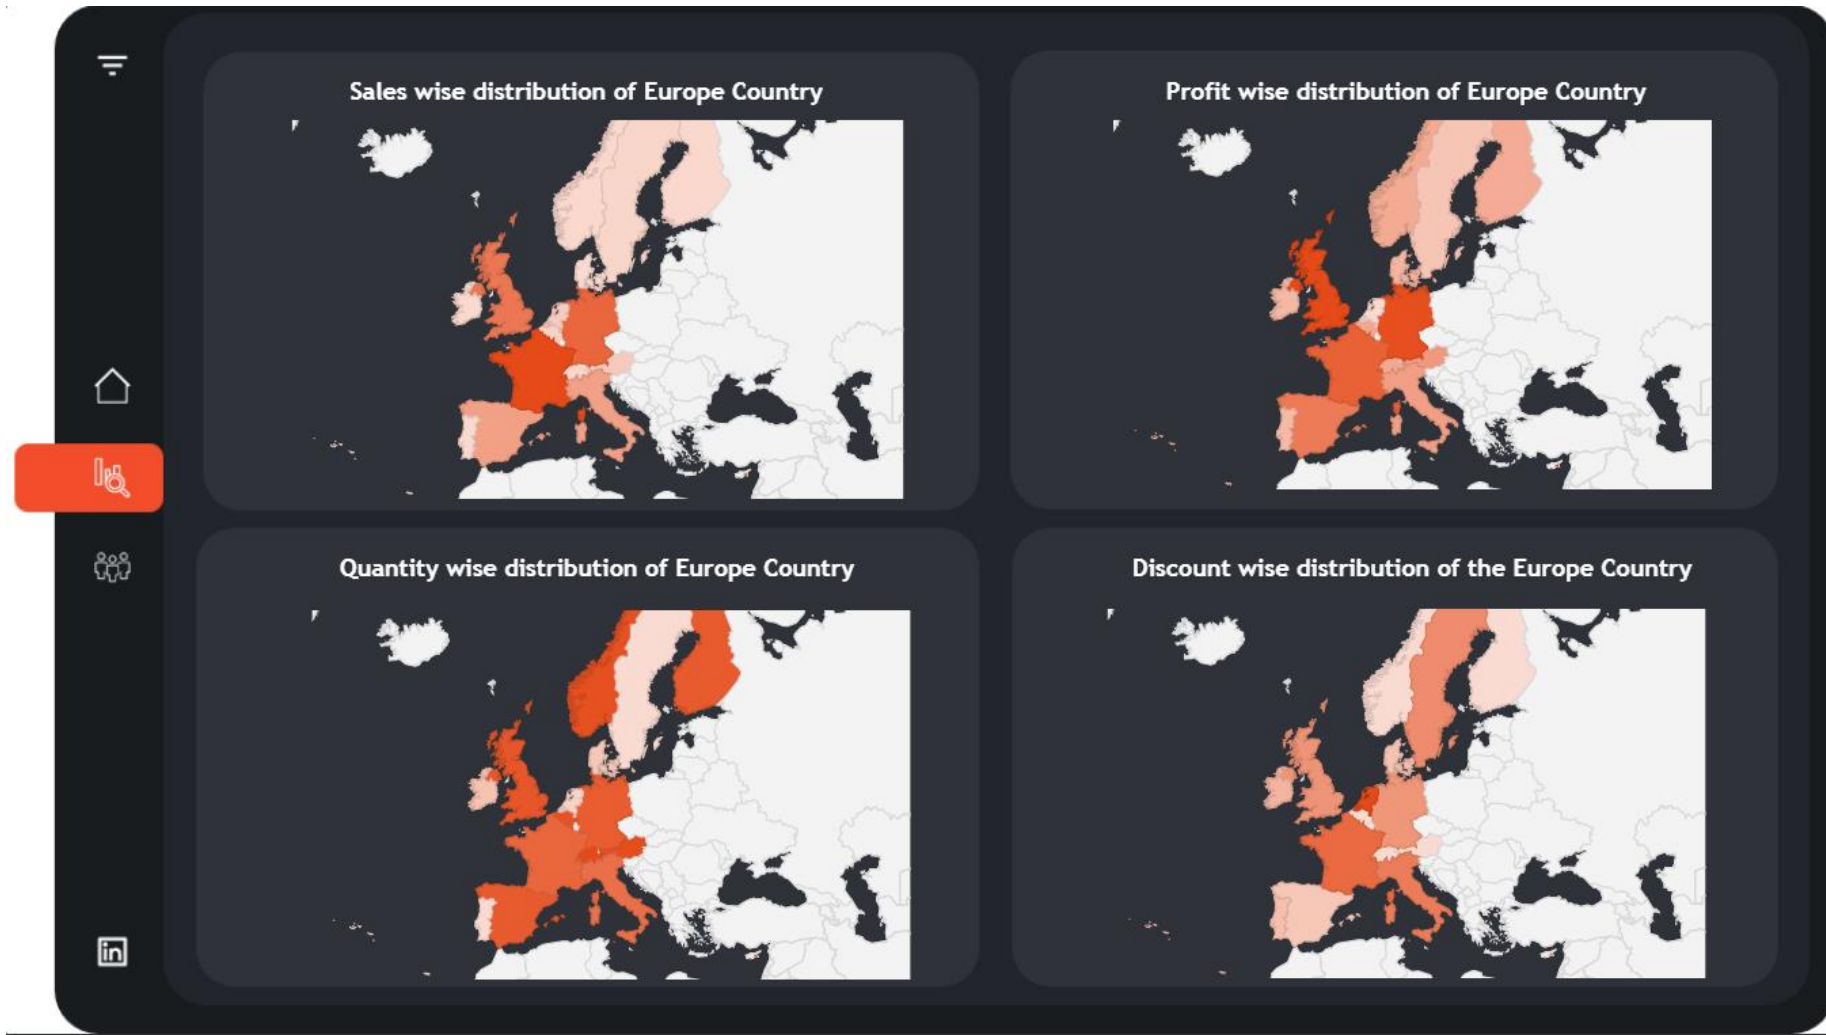 Sales wise distribution of Europe Country
Profit wise distribution of Europe Country
Quantity wise distribution of Europe Country
Discount wise distribution of the Europe Country
in